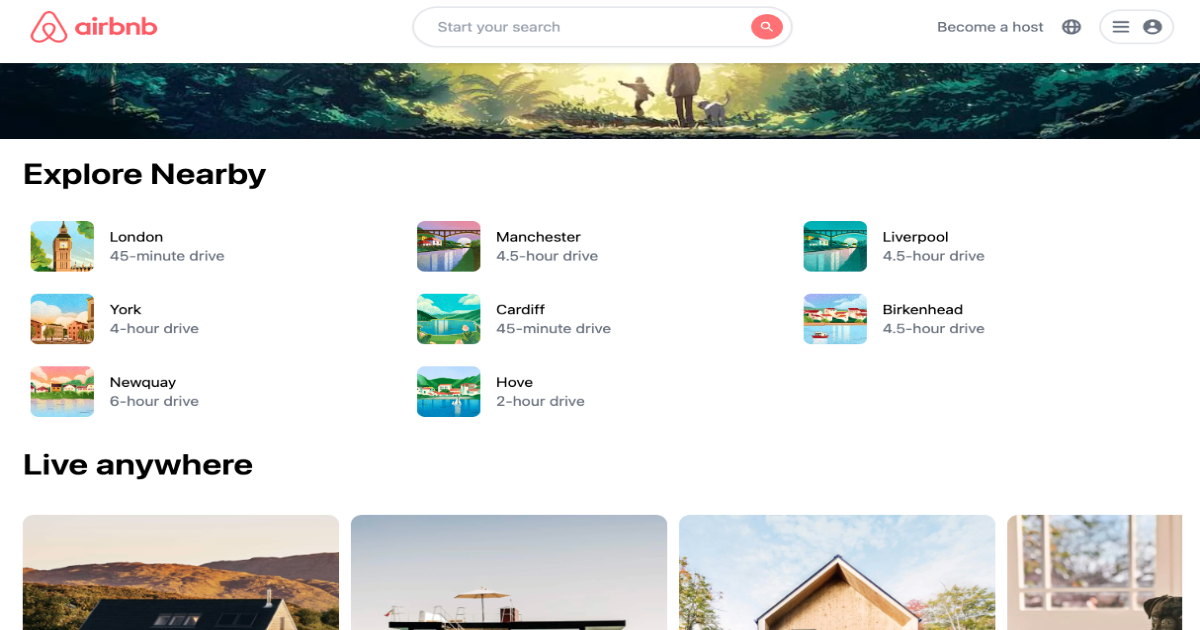 airbnb
Start your search
Become a host
Explore Nearby
London
45-minute drive
Manchester
4.5-hour drive
Liverpool
4.5-hour drive
York
4-hour drive
Cardiff
45-minute drive
Birkenhead
4.5-hour drive
Newquay
6-hour drive
Hove
2-hour drive
Live anywhere